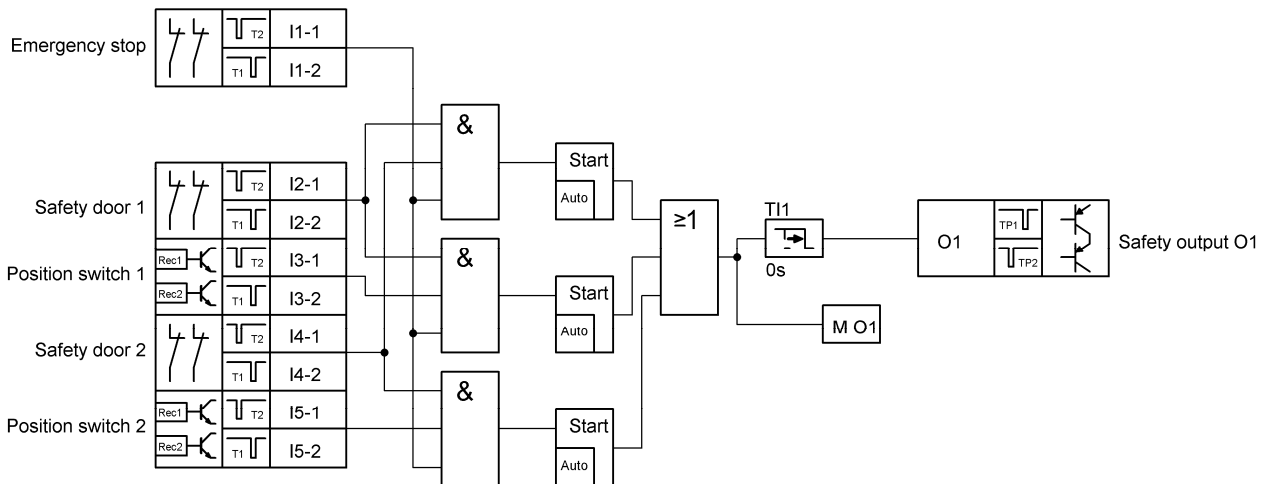 Emergency stop
T2 I1-1
T1 I1-2
Safety door 1
T2 I2-1
T1 I2-2
Position switch 1
Rec1 T2 I3-1
Rec2 T1 I3-2
Safety door 2
T2 I4-1
T1 I4-2
Position switch 2
Rec1 T2 I5-1
Rec2 T1 I5-2
&
&
&
Start
Auto
Start
Auto
Start
Auto
≥1
TI1
0s
M O1
O1
TP1
TP2
Safety output O1